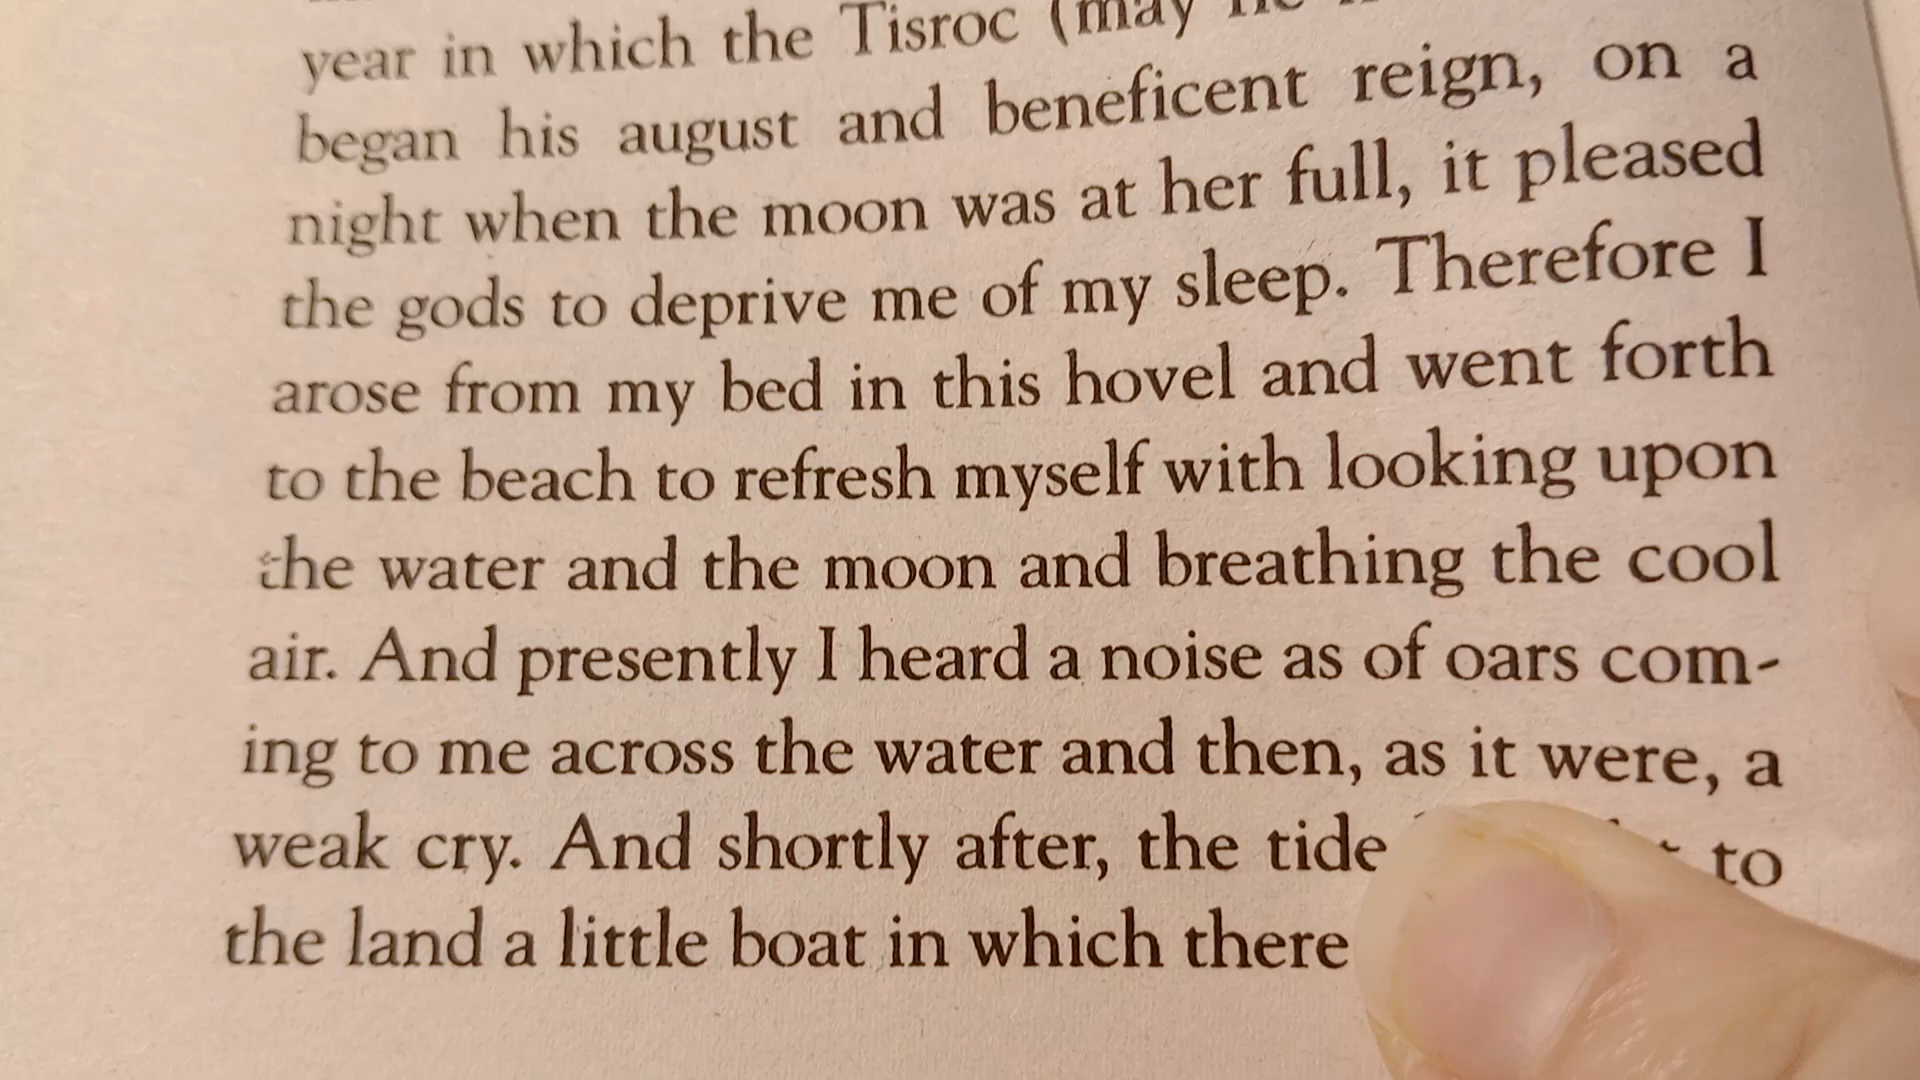 year in which the Tisroc (may he
began his august and beneficent reign, on a
night when the moon was at her full, it pleased
the gods to deprive me of my sleep. Therefore I
arose from my bed in this hovel and went forth
to the beach to refresh myself with looking upon
the water and the moon and breathing the cool
air. And presently I heard a noise as of oars com-
ing to me across the water and then, as it were, a
weak cry. And shortly after, the tide to
the land a little boat in which there